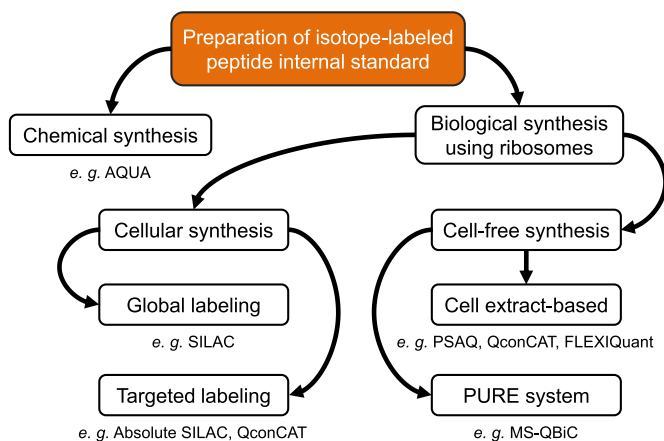 Preparation of isotope-labeled
peptide internal standard
Chemical synthesis
e. g. AQUA
Biological synthesis
using ribosomes
Cellular synthesis
Cell-free synthesis
Global labeling
e. g. SILAC
Cell extract-based
e. g. PSAQ, QconCAT, FLEXIQuant
Targeted labeling
e. g. Absolute SILAC, QconCAT
PURE system
e. g. MS-QBiC